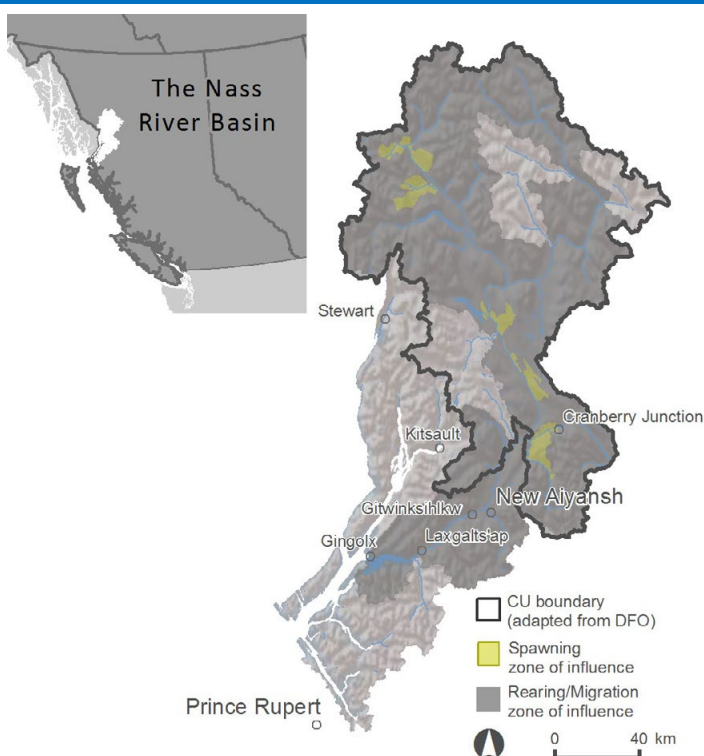 The Nass
River Basin
Stewart
Cranberry Junction
Kitsault
New Aiyansh
Gitwinksihlkw
Laxgalts'ap
Gingolx
CU boundary
(adapted from DFO)
Spawning
zone of influence
Rearing/Migration
zone of influence
Prince Rupert
0 40 km